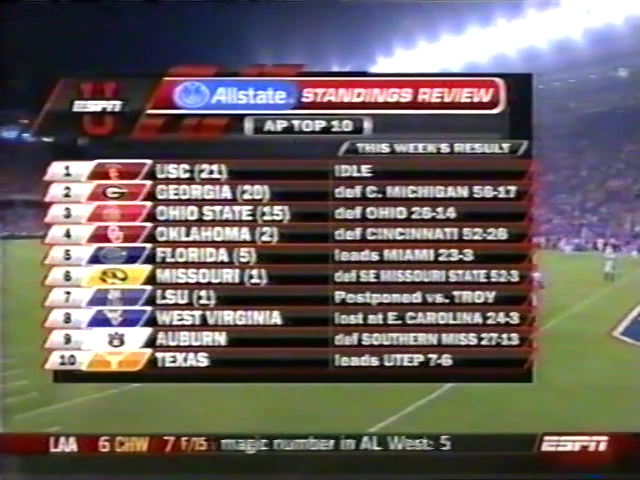 ESPN U
Allstate. STANDINGS REVIEW
AP TOP 10
THIS WEEK'S RESULT
1 USC (21) IDLE
2 GEORGIA (20) def C. MICHIGAN 56-17
3 OHIO STATE (15) def OHIO 26-14
4 OKLAHOMA (2) def CINCINNATI 52-26
5 FLORIDA (5) leads MIAMI 23-3
6 MISSOURI (1) def SE MISSOURI STATE 52-3
7 LSU (1) Postponed vs. TROY
8 WEST VIRGINIA lost at E. CAROLINA 24-3
9 AUBURN def SOUTHERN MISS 27-13
10 TEXAS leads UTEP 7-6
LAA 6 CHW 7 F/15 magic number in AL West: 5 ESPN